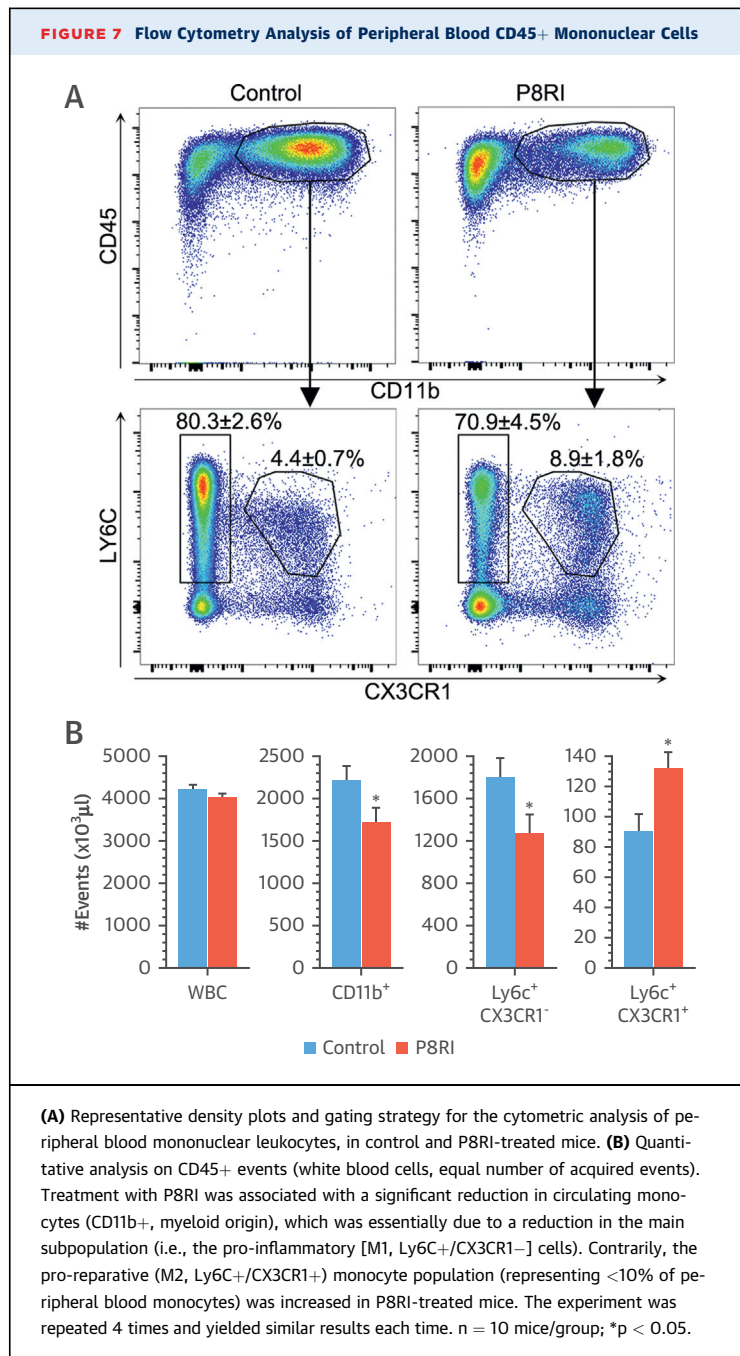 FIGURE 7 Flow Cytometry Analysis of Peripheral Blood CD45+ Mononuclear Cells
A
Control
P8RI
CD45
CD11b
80.3±2.6%
4.4±0.7%
70.9±4.5%
8.9±1.8%
LY6C
CX3CR1
B
#Events (x10³µl)
5000
4000
3000
2000
1000
0
WBC
2500
2000
1500
1000
500
0
*
CD11b⁺
2000
1600
1200
800
400
0
*
Ly6c⁺
CX3CR1⁻
140
120
100
80
60
40
20
0
*
Ly6c⁺
CX3CR1⁺
Control P8RI
(A) Representative density plots and gating strategy for the cytometric analysis of pe-
ripheral blood mononuclear leukocytes, in control and P8RI-treated mice. (B) Quanti-
tative analysis on CD45+ events (white blood cells, equal number of acquired events).
Treatment with P8RI was associated with a significant reduction in circulating mono-
cytes (CD11b+, myeloid origin), which was essentially due to a reduction in the main
subpopulation (i.e., the pro-inflammatory [M1, Ly6C+/CX3CR1−] cells). Contrarily, the
pro-reparative (M2, Ly6C+/CX3CR1+) monocyte population (representing <10% of pe-
ripheral blood monocytes) was increased in P8RI-treated mice. The experiment was
repeated 4 times and yielded similar results each time. n = 10 mice/group; *p < 0.05.